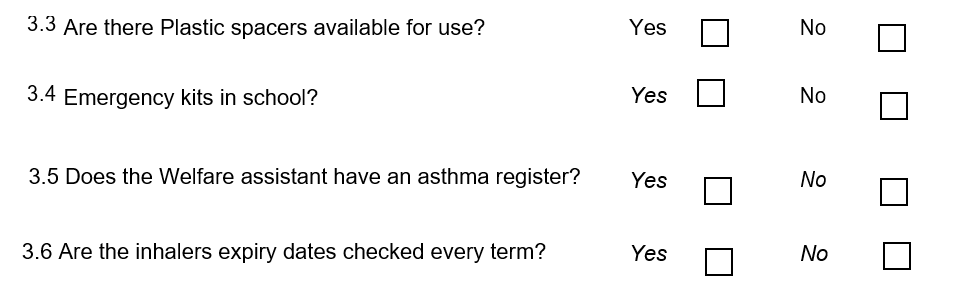 3.3 Are there Plastic spacers available for use? Yes No
3.4 Emergency kits in school? Yes No
3.5 Does the Welfare assistant have an asthma register? Yes No
3.6 Are the inhalers expiry dates checked every term? Yes No